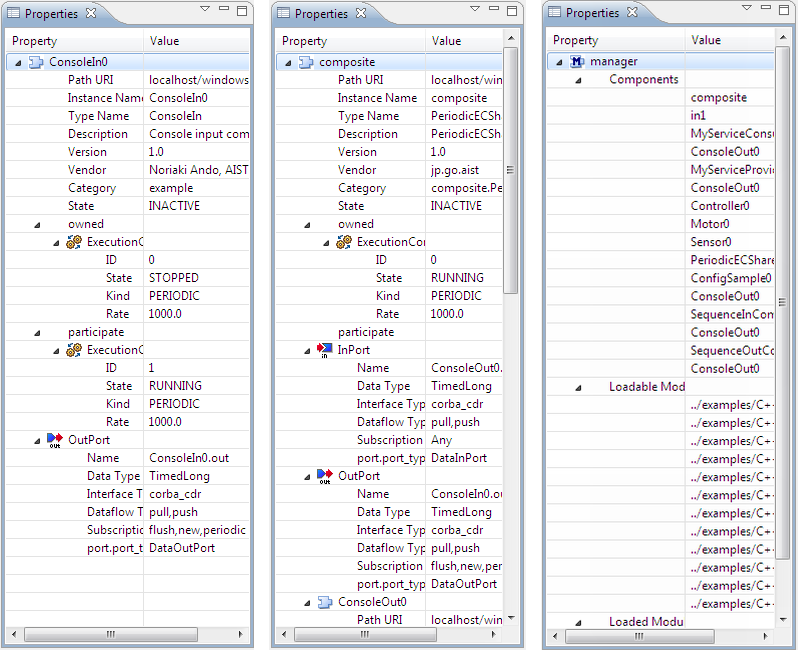 Properties
Property Value
ConsoleIn0
Path URI localhost/windows
Instance Name ConsoleIn0
Type Name ConsoleIn
Description Console input com
Version 1.0
Vendor Noriaki Ando, AIST
Category example
State INACTIVE
owned
ExecutionC
ID 0
State STOPPED
Kind PERIODIC
Rate 1000.0
participate
ExecutionC
ID 1
State RUNNING
Kind PERIODIC
Rate 1000.0
out OutPort
Name ConsoleIn0.out
Data Type TimedLong
Interface T corba_cdr
Dataflow T pull,push
Subscriptic flush,new,periodic
port.port_t DataOutPort
Properties
Property Value
composite
Path URI localhost/win
Instance Name composite
Type Name PeriodicECSh
Description PeriodicECSh
Version 1.0
Vendor jp.go.aist
Category composite.Pe
State INACTIVE
owned
ExecutionCor
ID 0
State RUNNING
Kind PERIODIC
Rate 1000.0
participate
in InPort
Name ConsoleOut0.
Data Type TimedLong
Interface Typ corba_cdr
Dataflow Typ pull,push
Subscription Any
port.port_typ DataInPort
out OutPort
Name ConsoleIn0.ou
Data Type TimedLong
Interface Typ corba_cdr
Dataflow Typ pull,push
Subscription flush,new,per
port.port_typ DataOutPort
ConsoleOut0
Path URI localhost/win
Properties
Property Value
M manager
Components
composite
in1
MyServiceConsu
ConsoleOut0
MyServiceProvid
ConsoleOut0
Controller0
Motor0
Sensor0
PeriodicECShare
ConfigSample0
ConsoleOut0
SequenceInCom
ConsoleOut0
SequenceOutCo
ConsoleOut0
Loadable Mod
../examples/C+-
../examples/C+-
../examples/C+-
../examples/C+-
../examples/C+-
../examples/C+-
../examples/C+-
../examples/C+-
../examples/C+-
../examples/C+-
../examples/C+-
../examples/C+-
Loaded Modu